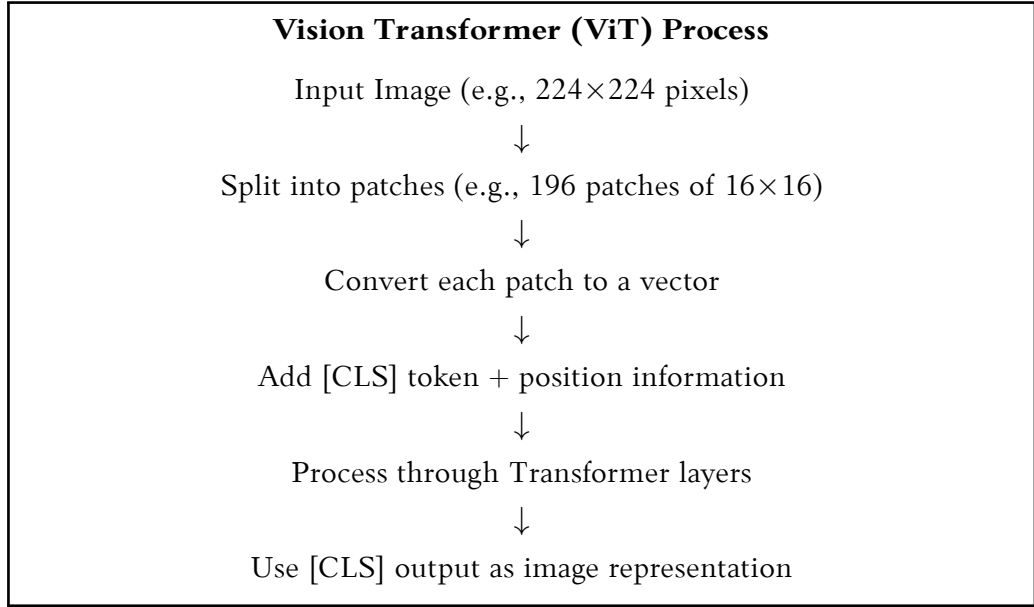 Vision Transformer (ViT) Process
Input Image (e.g., 224×224 pixels)
↓
Split into patches (e.g., 196 patches of 16×16)
↓
Convert each patch to a vector
↓
Add [CLS] token + position information
↓
Process through Transformer layers
↓
Use [CLS] output as image representation